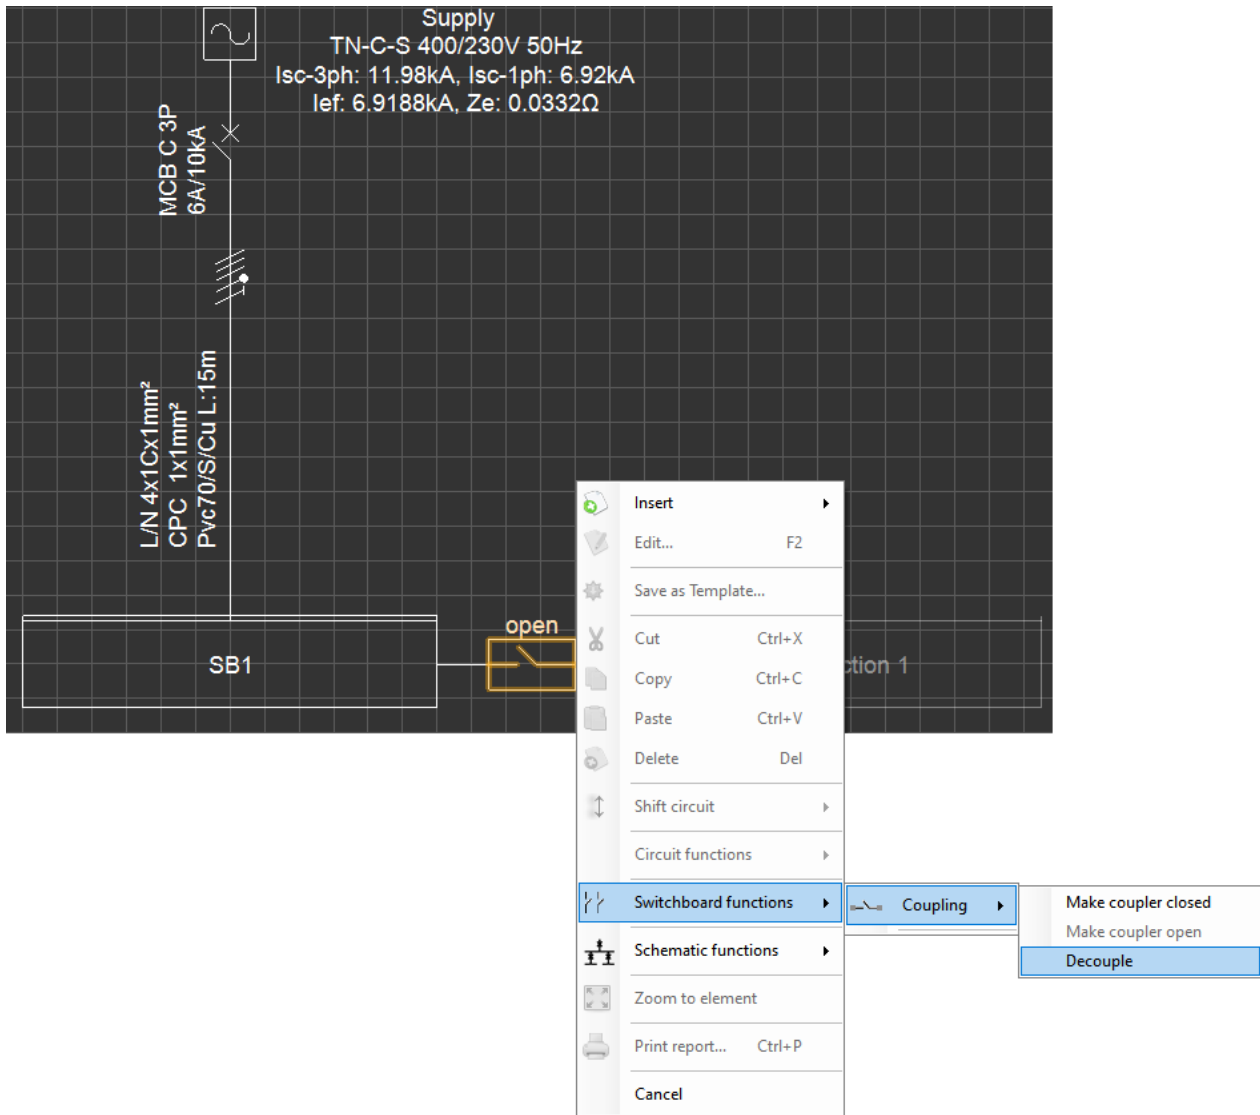 Supply
TN-C-S 400/230V 50Hz
Isc-3ph: 11.98kA, Isc-1ph: 6.92kA
Ief: 6.9188kA, Ze: 0.0332Ω
MCB C 3P
6A/10kA
L/N 4x1Cx1mm²
CPC 1x1mm²
Pvc70/S/Cu L:15m
SB1
open
ction 1
Insert
Edit... F2
Save as Template...
Cut Ctrl+X
Copy Ctrl+C
Paste Ctrl+V
Delete Del
Shift circuit
Circuit functions
Switchboard functions
Schematic functions
Zoom to element
Print report... Ctrl+P
Cancel
Coupling
Make coupler closed
Make coupler open
Decouple